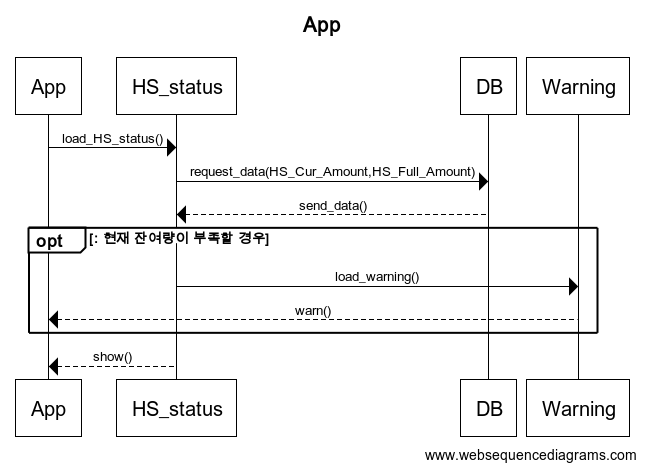 App
App
HS_status
DB
Warning
load_HS_status()
request_data(HS_Cur_Amount,HS_Full_Amount)
send_data()
opt
[: 현재 잔여량이 부족할 경우]
load_warning()
warn()
show()
App
HS_status
DB
Warning
www.websequencediagrams.com